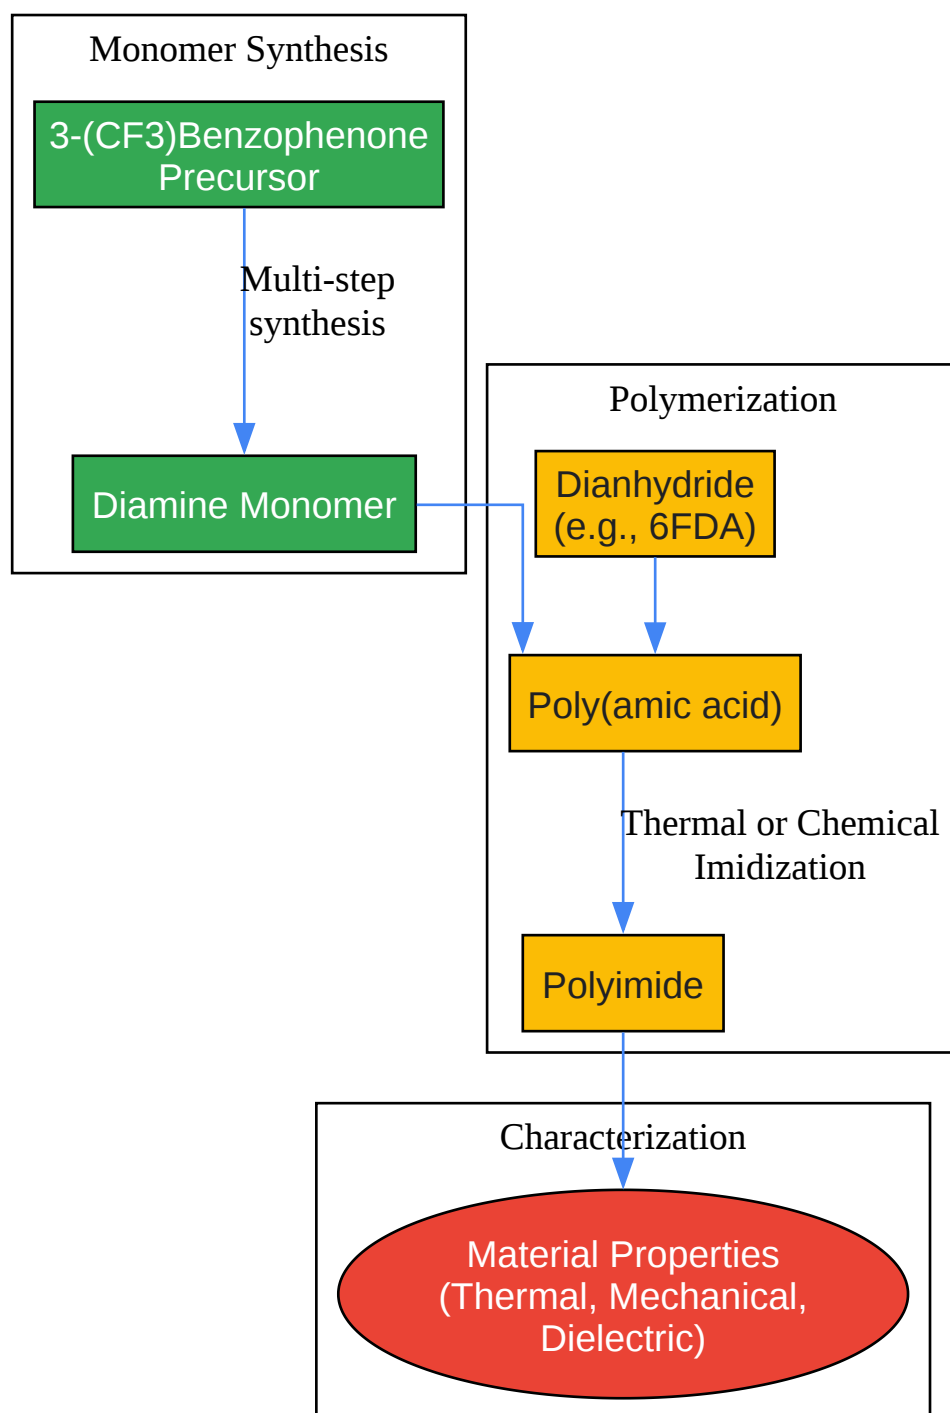 Monomer Synthesis
3-(CF3)Benzophenone
Precursor
Multi-step
synthesis
Diamine Monomer
Polymerization
Dianhydride
(e.g., 6FDA)
Poly(amic acid)
Thermal or Chemical
Imidization
Polyimide
Characterization
Material Properties
(Thermal, Mechanical,
Dielectric)